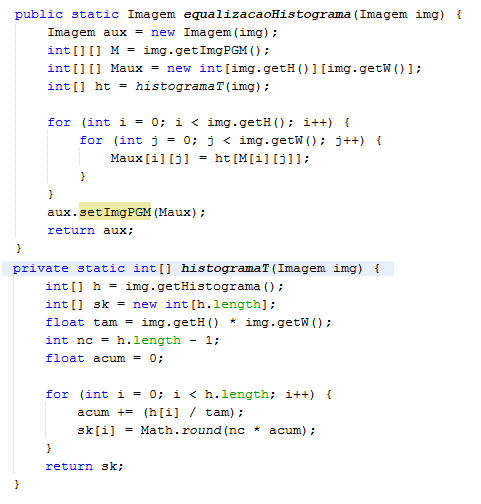 public static Imagem equalizacaoHistograma(Imagem img) {
    Imagem aux = new Imagem(img);
    int[][] M = img.getImgPGM();
    int[][] Maux = new int[img.getH()][img.getW()];
    int[] ht = histogramaT(img);

    for (int i = 0; i < img.getH(); i++) {
        for (int j = 0; j < img.getW(); j++) {
            Maux[i][j] = ht[M[i][j]];
        }
    }
    aux.setImgPGM(Maux);
    return aux;
}
private static int[] histogramaT(Imagem img) {
    int[] h = img.getHistograma();
    int[] sk = new int[h.length];
    float tam = img.getH() * img.getW();
    int nc = h.length - 1;
    float acum = 0;

    for (int i = 0; i < h.length; i++) {
        acum += (h[i] / tam);
        sk[i] = Math.round(nc * acum);
    }
    return sk;
}